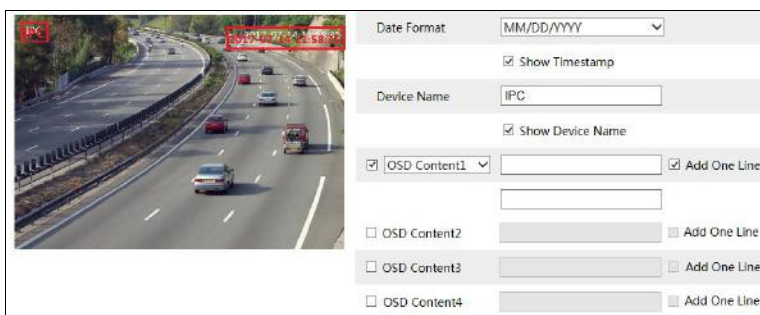 IPC
Date Format MM/DD/YYYY
Show Timestamp
Device Name IPC
Show Device Name
OSD Content1 Add One Line
OSD Content2 Add One Line
OSD Content3 Add One Line
OSD Content4 Add One Line